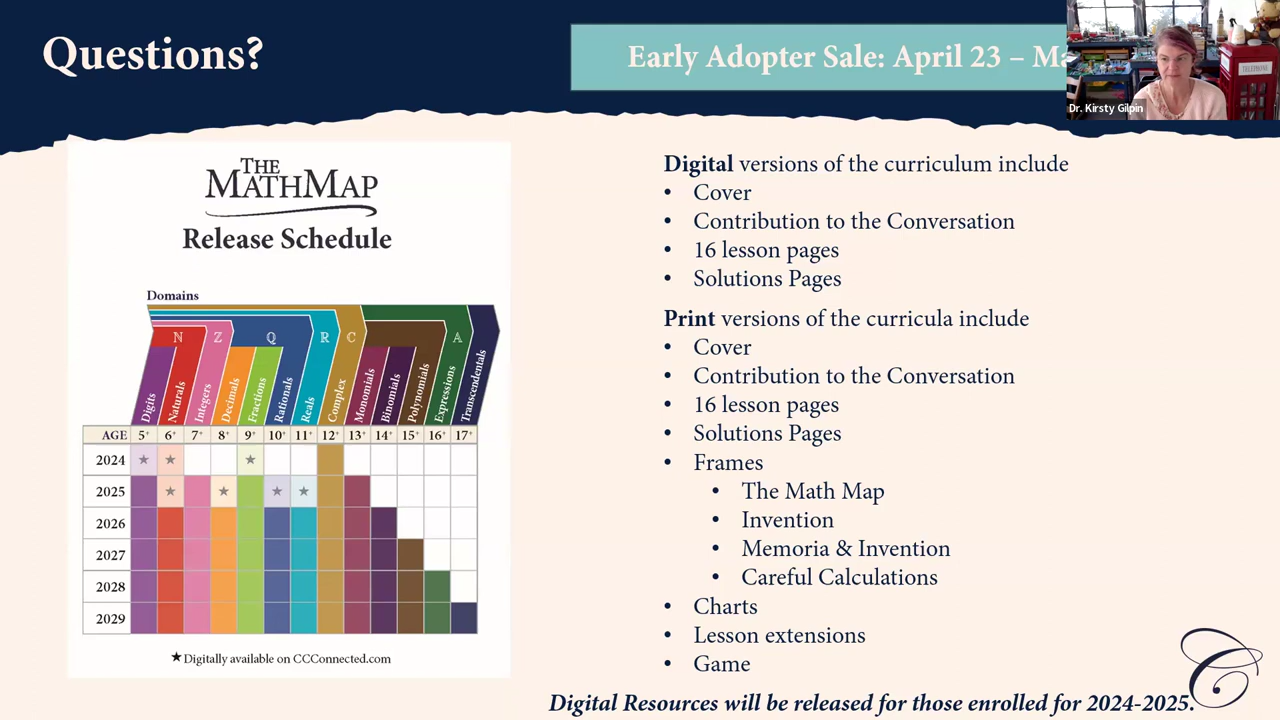 Questions?
Early Adopter Sale: April 23 –
Dr. Kirsty Gilpin
TELEPHONE
THE
MATHMAP
Release Schedule
Domains
N Z Q R C A
Digits Naturals Integers Decimals Fractions Rationals Reals Complex Monomials Binomials Polynomials Expressions Transcendentals
AGE 5+ 6+ 7+ 8+ 9+ 10+ 11+ 12+ 13+ 14+ 15+ 16+ 17+
2024 ★ ★ ★
2025 ★ ★ ★ ★
2026
2027
2028
2029
★Digitally available on CCConnected.com
Digital versions of the curriculum include
• Cover
• Contribution to the Conversation
• 16 lesson pages
• Solutions Pages
Print versions of the curricula include
• Cover
• Contribution to the Conversation
• 16 lesson pages
• Solutions Pages
• Frames
• The Math Map
• Invention
• Memoria & Invention
• Careful Calculations
• Charts
• Lesson extensions
• Game
Digital Resources will be released for those enrolled for 2024-2025.
C